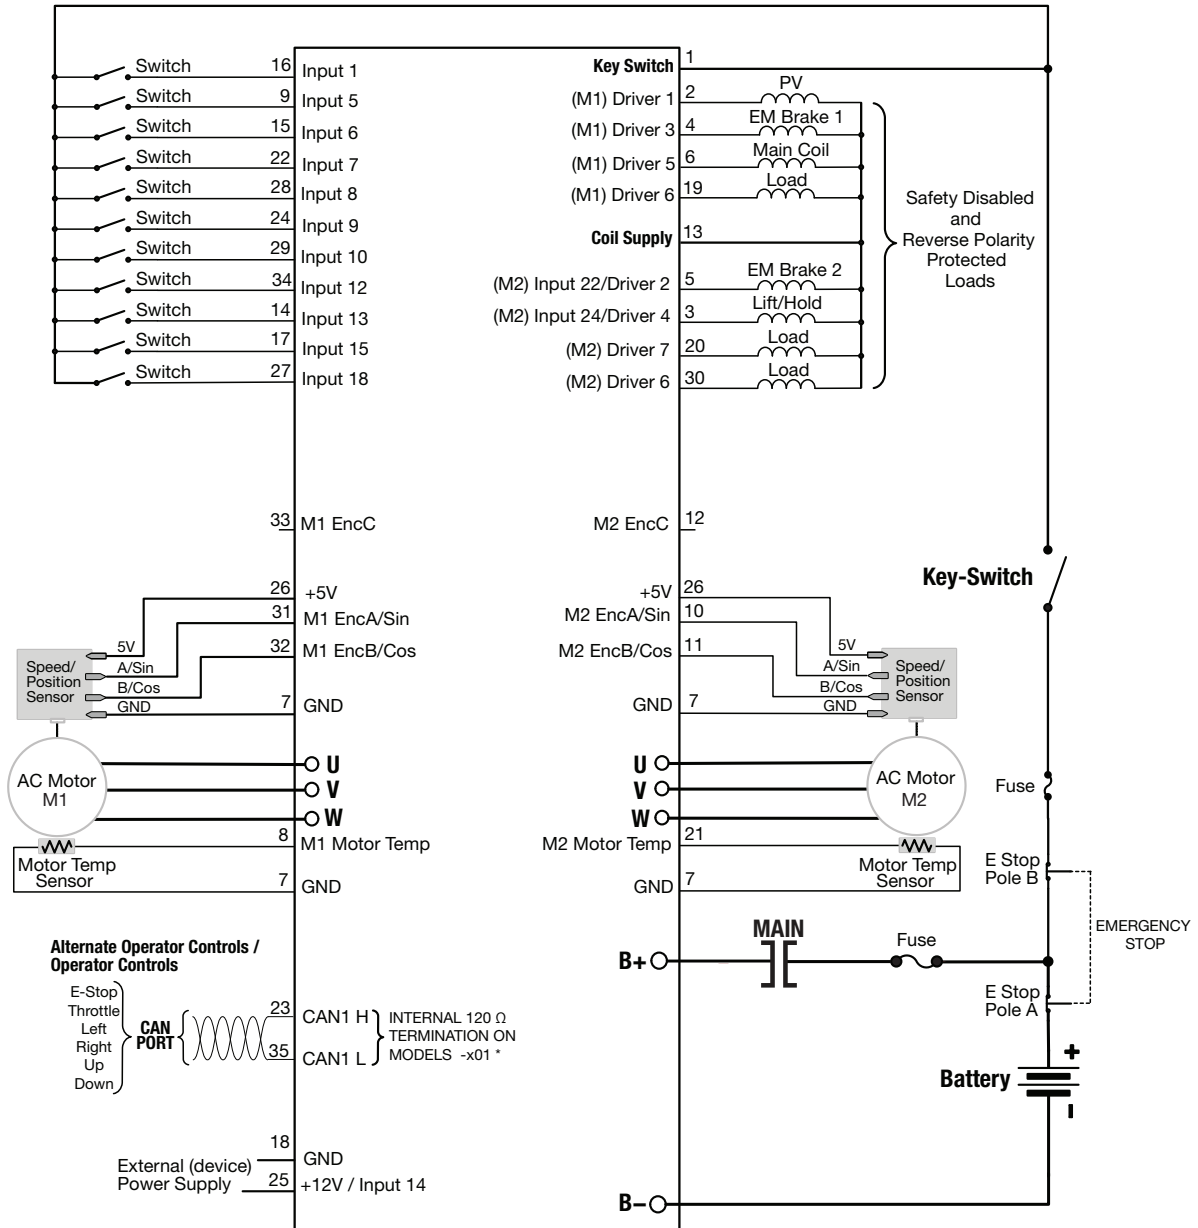 Switch 16 Input 1
Switch 9 Input 5
Switch 15 Input 6
Switch 22 Input 7
Switch 28 Input 8
Switch 24 Input 9
Switch 29 Input 10
Switch 34 Input 12
Switch 14 Input 13
Switch 17 Input 15
Switch 27 Input 18
Key Switch 1
(M1) Driver 1 2 PV
(M1) Driver 3 4 EM Brake 1
(M1) Driver 5 6 Main Coil
(M1) Driver 6 19 Load
Coil Supply 13
(M2) Input 22/Driver 2 5 EM Brake 2
(M2) Input 24/Driver 4 3 Lift/Hold
(M2) Driver 7 20 Load
(M2) Driver 6 30 Load
Safety Disabled
and
Reverse Polarity
Protected
Loads
33 M1 EncC
M2 EncC 12
Key-Switch
26 +5V
31 M1 EncA/Sin
32 M1 EncB/Cos
7 GND
5V
A/Sin
B/Cos
GND
Speed/
Position
Sensor
+5V 26
M2 EncA/Sin 10
M2 EncB/Cos 11
GND 7
5V
A/Sin
B/Cos
GND
Speed/
Position
Sensor
AC Motor
M1
U
V
W
U
V
W
AC Motor
M2
Fuse
8 M1 Motor Temp
Motor Temp
Sensor
7 GND
M2 Motor Temp 21
Motor Temp
Sensor
GND 7
E Stop
Pole B
EMERGENCY
STOP
B+
MAIN
Fuse
E Stop
Pole A
Alternate Operator Controls /
Operator Controls
E-Stop
Throttle
Left
Right
Up
Down
CAN
PORT
23 CAN1 H
35 CAN1 L
INTERNAL 120 Ω
TERMINATION ON
MODELS -x01 *
Battery
+
–
External (device)
Power Supply
18 GND
25 +12V / Input 14
B–